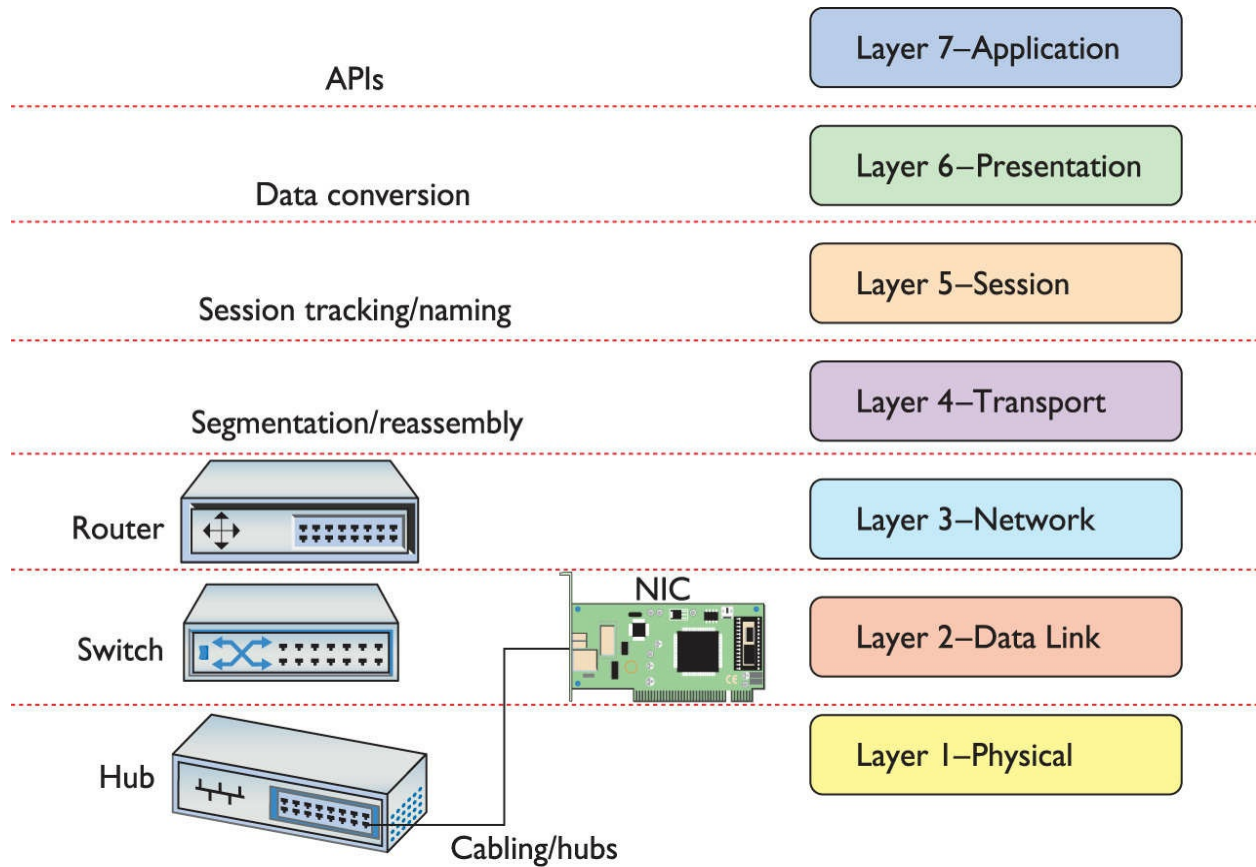 Layer 7–Application
APIs
Layer 6–Presentation
Data conversion
Layer 5–Session
Session tracking/naming
Layer 4–Transport
Segmentation/reassembly
Router
Layer 3–Network
NIC
Switch
Layer 2–Data Link
Hub
Layer 1–Physical
Cabling/hubs